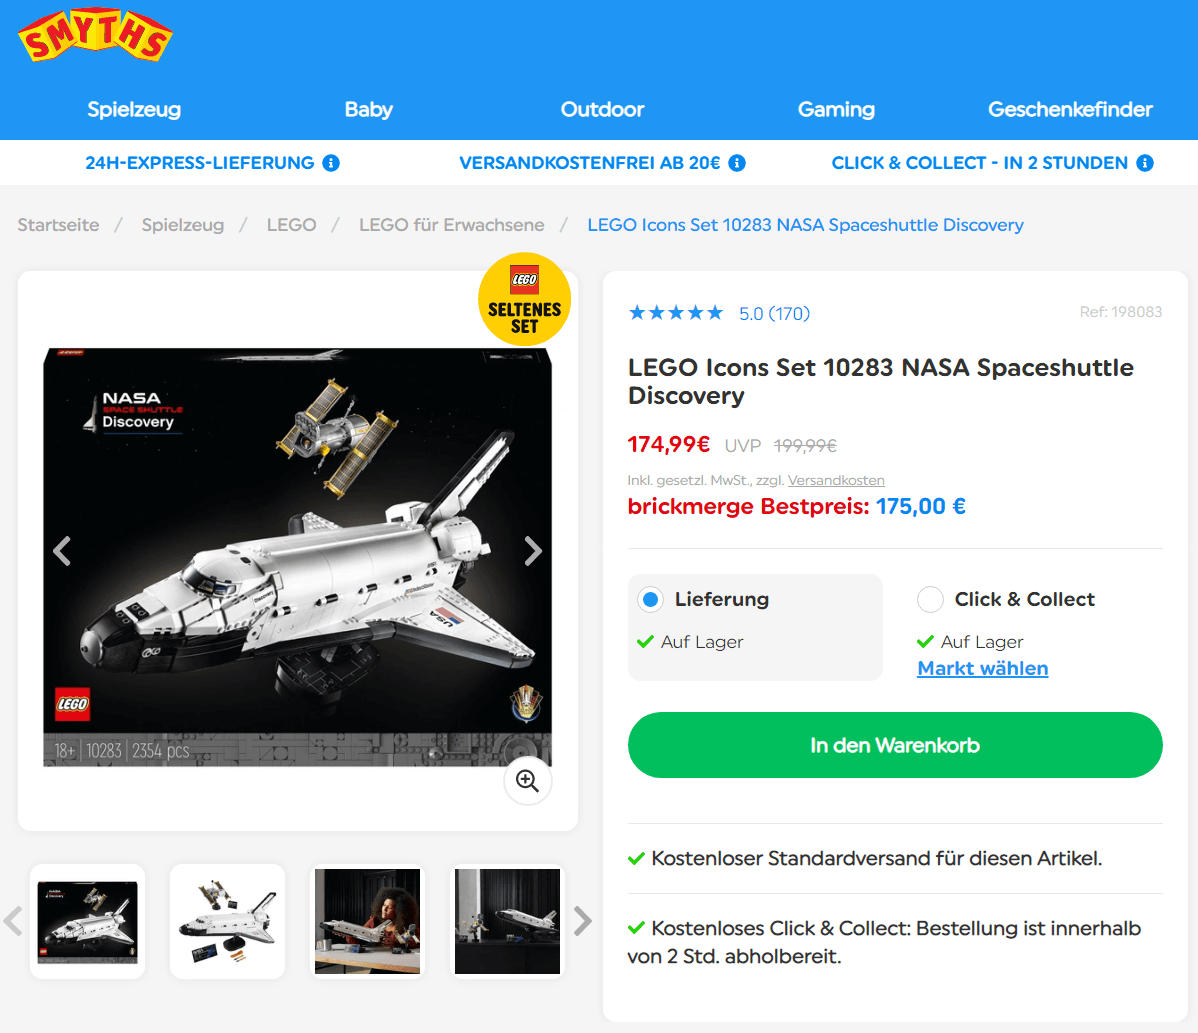 SMYTHS
Spielzeug
Baby
Outdoor
Gaming
Geschenkefinder
24H-EXPRESS-LIEFERUNG
VERSANDKOSTENFREI AB 20€
CLICK & COLLECT - IN 2 STUNDEN
Startseite / Spielzeug / LEGO / LEGO für Erwachsene / LEGO Icons Set 10283 NASA Spaceshuttle Discovery
LEGO
SELTENES
SET
NASA
SPACE SHUTTLE
Discovery
USA
LEGO
18+ | 10283 | 2354 pcs
5.0 (170)
Ref: 198083
LEGO Icons Set 10283 NASA Spaceshuttle
Discovery
174,99€ UVP 199,99€
Inkl. gesetzl. MwSt., zzgl. Versandkosten
brickmerge Bestpreis: 175,00 €
Lieferung
Auf Lager
Click & Collect
Auf Lager
Markt wählen
In den Warenkorb
Kostenloser Standardversand für diesen Artikel.
Kostenloses Click & Collect: Bestellung ist innerhalb
von 2 Std. abholbereit.